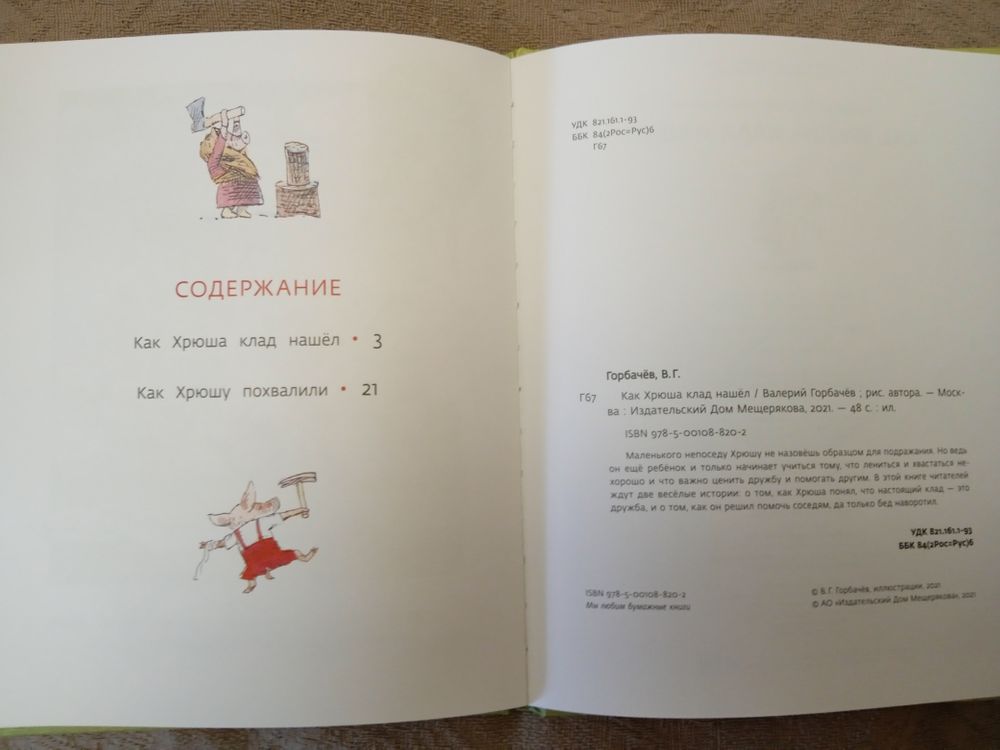 СОДЕРЖАНИЕ
Как Хрюша клад нашёл • 3
Как Хрюшу похвалили • 21
УДК 821.161.1-93
ББК 84(2Рос=Рус)6
Г67
Горбачёв, В. Г.
Г67 Как Хрюша клад нашёл / Валерий Горбачёв ; рис. автора. — Моск-
ва : Издательский Дом Мещерякова, 2021. — 48 с. : ил.
ISBN 978-5-00108-820-2
Маленького непоседу Хрюшу не назовёшь образцом для подражания. Но ведь
он ещё ребёнок и только начинает учиться тому, что лениться и хвастаться не-
хорошо и что важно ценить дружбу и помогать другим. В этой книге читателей
ждут две весёлые истории: о том, как Хрюша понял, что настоящий клад — это
дружба, и о том, как он решил помочь соседям, да только бед наворотил.
УДК 821.161.1-93
ББК 84(2Рос=Рус)6
ISBN 978-5-00108-820-2
Мы любим бумажные книги
© В. Г. Горбачёв, иллюстрации, 2021
© АО «Издательский Дом Мещерякова», 2021